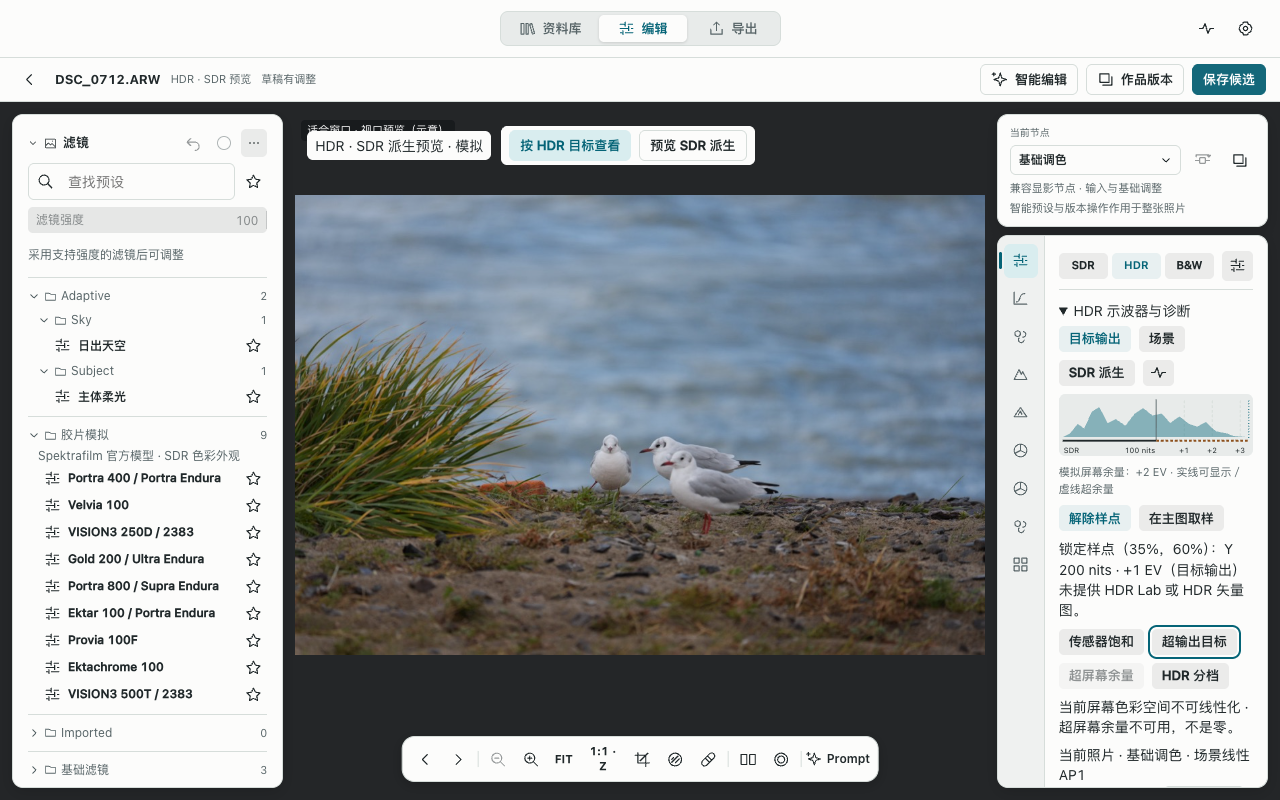 资料库
编辑
导出
DSC_0712.ARW
HDR · SDR 预览
草稿有调整
智能编辑
作品版本
保存候选
滤镜
查找预设
滤镜强度
100
采用支持强度的滤镜后可调整
Adaptive
2
Sky
1
日出天空
Subject
1
主体柔光
胶片模拟
9
Spektrafilm 官方模型 · SDR 色彩外观
Portra 400 / Portra Endura
Velvia 100
VISION3 250D / 2383
Gold 200 / Ultra Endura
Portra 800 / Supra Endura
Ektar 100 / Portra Endura
Provia 100F
Ektachrome 100
VISION3 500T / 2383
Imported
0
基础滤镜
3
适合窗口 · 视口预览（示意）
HDR · SDR 派生预览 · 模拟
按 HDR 目标查看
预览 SDR 派生
FIT
1:1 ·
Z
Prompt
当前节点
基础调色
兼容显影节点 · 输入与基础调整
智能预设与版本操作作用于整张照片
SDR
HDR
B&W
HDR 示波器与诊断
目标输出
场景
SDR 派生
SDR
100 nits
+1
+2
+3
模拟屏幕余量：+2 EV · 实线可显示 /
虚线超余量
解除样点
在主图取样
锁定样点（35%，60%）：Y
200 nits · +1 EV（目标输出）
未提供 HDR Lab 或 HDR 矢量
图。
传感器饱和
超输出目标
超屏幕余量
HDR 分档
当前屏幕色彩空间不可线性化 ·
超屏幕余量不可用，不是零。
当前照片 · 基础调色 · 场景线性
AP1